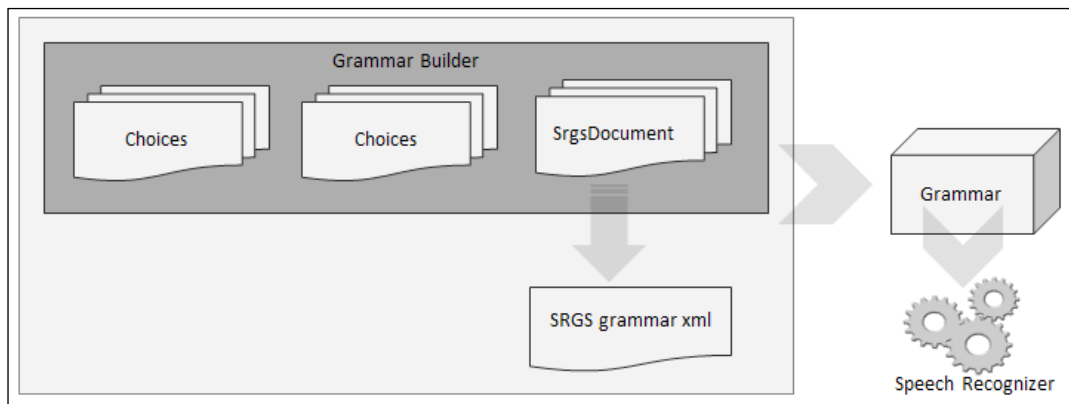 Grammar Builder
Choices
Choices
SrgsDocument
Grammar
SRGS grammar xml
Speech Recognizer